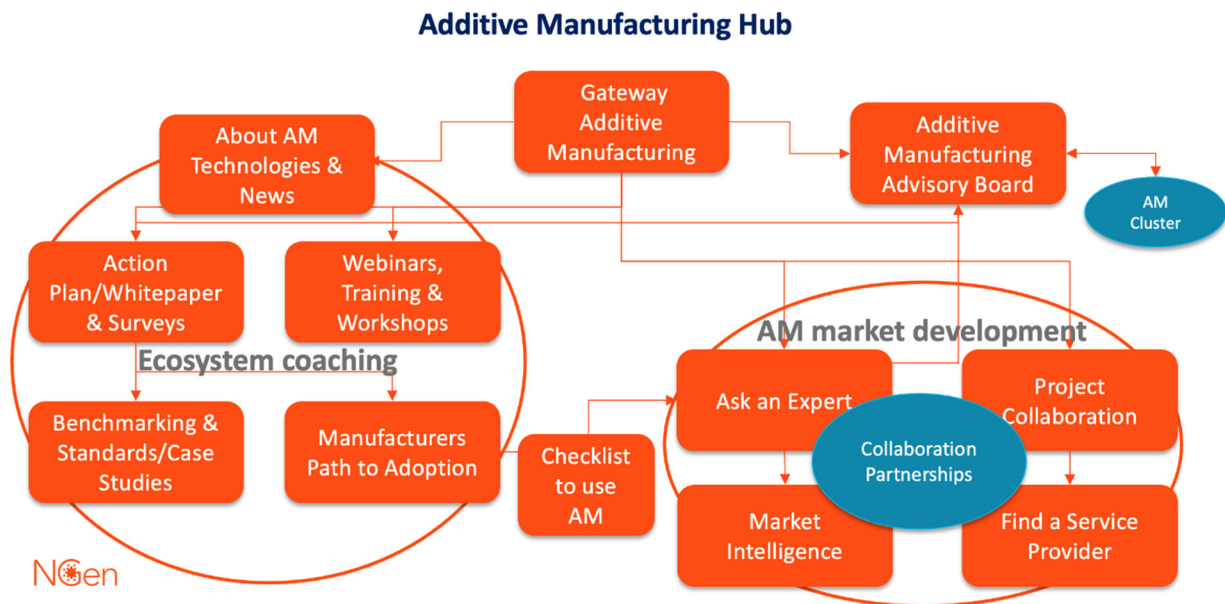 Additive Manufacturing Hub
Gateway
Additive
Manufacturing
About AM
Technologies &
News
Additive
Manufacturing
Advisory Board
AM
Cluster
Action
Plan/Whitepaper
& Surveys
Webinars,
Training &
Workshops
Ecosystem coaching
Benchmarking &
Standards/Case
Studies
Manufacturers
Path to Adoption
Checklist
to use
AM
AM market development
Ask an Expert
Project
Collaboration
Collaboration
Partnerships
Market
Intelligence
Find a Service
Provider
NGen